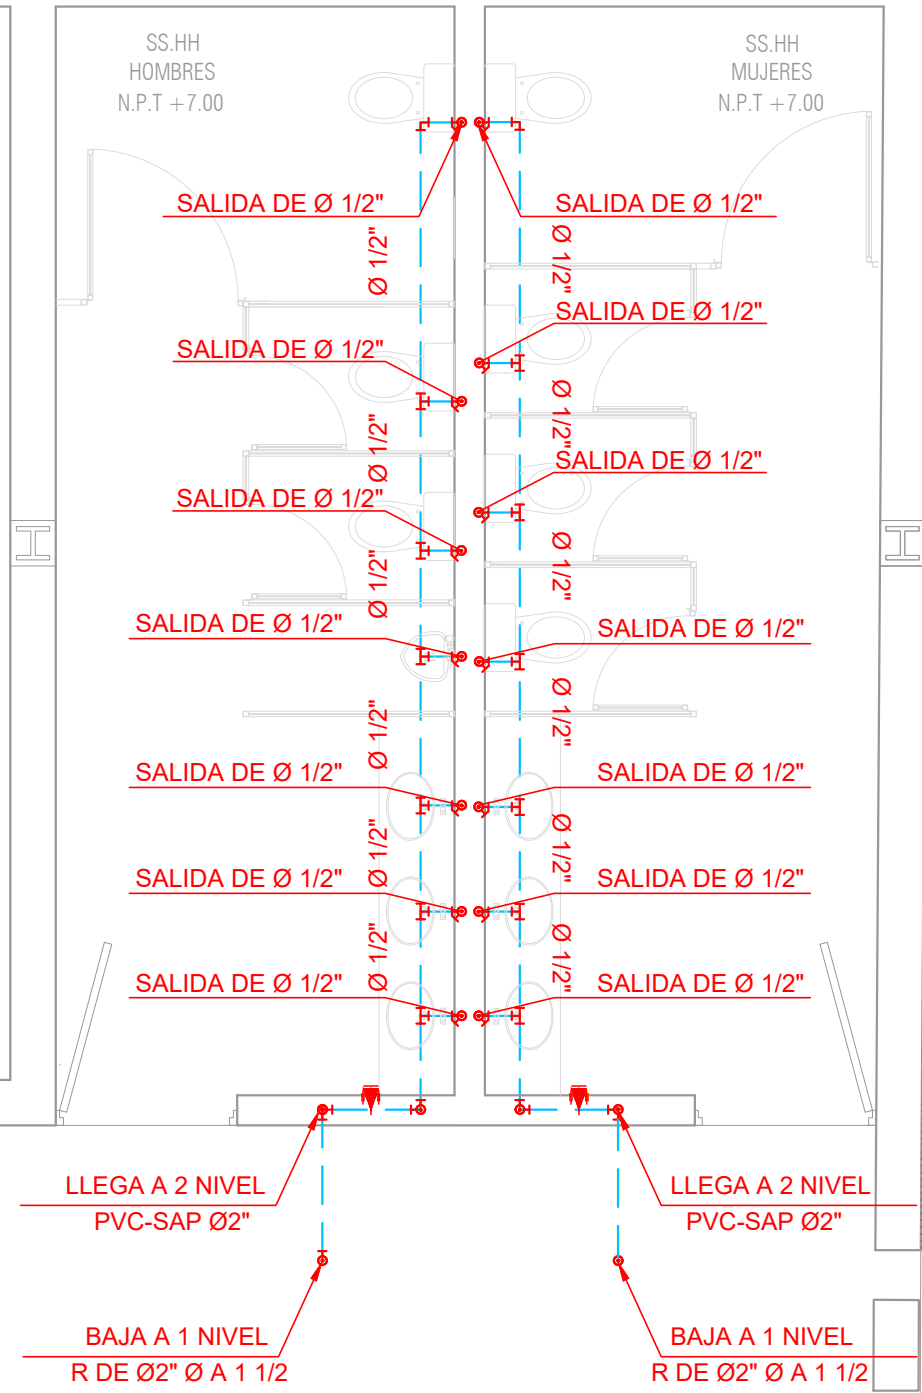 SS.HH
HOMBRES
N.P.T +7.00
SS.HH
MUJERES
N.P.T +7.00
SALIDA DE Ø 1/2"
SALIDA DE Ø 1/2"
Ø 1/2"
Ø 1/2"
SALIDA DE Ø 1/2"
SALIDA DE Ø 1/2"
Ø 1/2"
Ø 1/2"
SALIDA DE Ø 1/2"
SALIDA DE Ø 1/2"
Ø 1/2"
Ø 1/2"
SALIDA DE Ø 1/2"
SALIDA DE Ø 1/2"
Ø 1/2"
Ø 1/2"
SALIDA DE Ø 1/2"
SALIDA DE Ø 1/2"
Ø 1/2"
Ø 1/2"
SALIDA DE Ø 1/2"
SALIDA DE Ø 1/2"
Ø 1/2"
Ø 1/2"
SALIDA DE Ø 1/2"
SALIDA DE Ø 1/2"
LLEGA A 2 NIVEL
PVC-SAP Ø2"
LLEGA A 2 NIVEL
PVC-SAP Ø2"
BAJA A 1 NIVEL
R DE Ø2" Ø A 1 1/2
BAJA A 1 NIVEL
R DE Ø2" Ø A 1 1/2